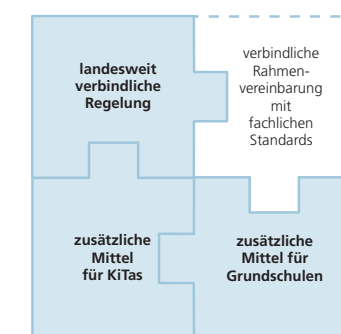 landesweit
verbindliche
Regelung
verbindliche
Rahmen-
vereinbarung
mit
fachlichen
Standards
zusätzliche
Mittel
für KiTas
zusätzliche
Mittel für
Grundschulen